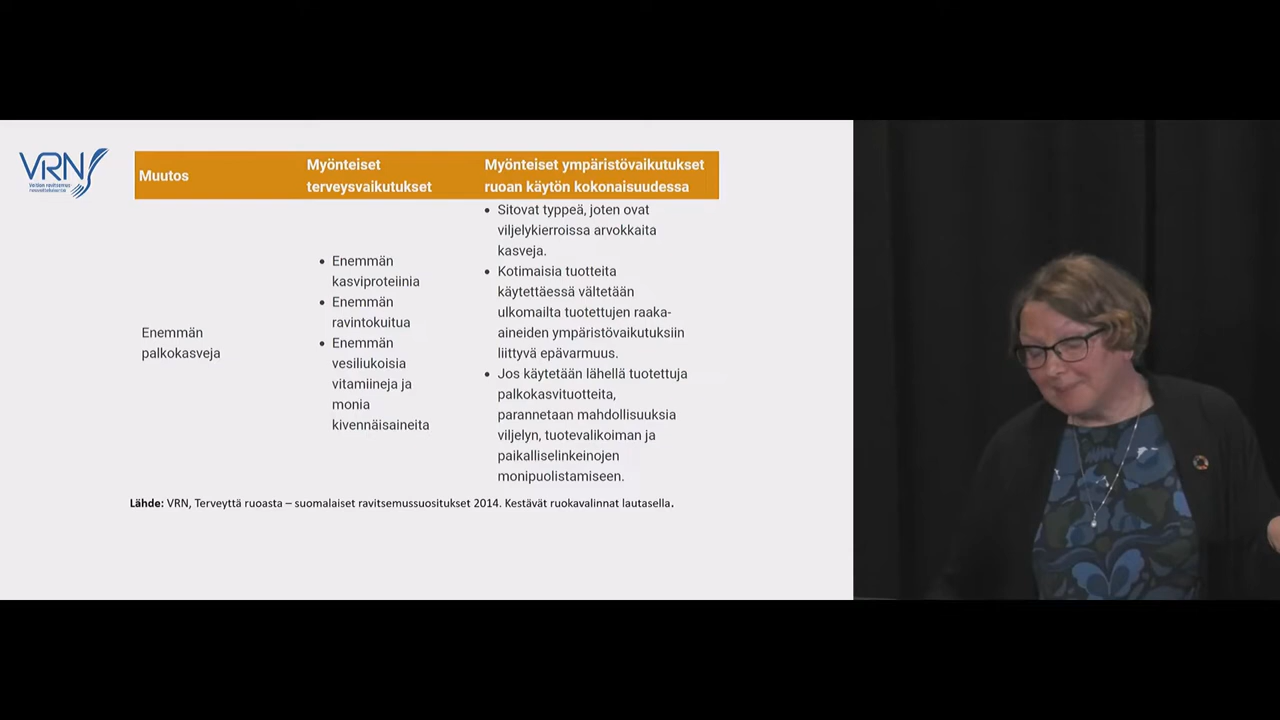 VRN
Valtion ravitsemus
neuvottelukunta
Muutos
Myönteiset
terveysvaikutukset
Myönteiset ympäristövaikutukset
ruoan käytön kokonaisuudessa
Enemmän
palkokasveja
• Enemmän
kasviproteiinia
• Enemmän
ravintokuitua
• Enemmän
vesiliukoisia
vitamiineja ja
monia
kivennäisaineita
• Sitovat typpeä, joten ovat
viljelykierroissa arvokkaita
kasveja.
• Kotimaisia tuotteita
käytettäessä vältetään
ulkomailta tuotettujen raaka-
aineiden ympäristövaikutuksiin
liittyvä epävarmuus.
• Jos käytetään lähellä tuotettuja
palkokasvituotteita,
parannetaan mahdollisuuksia
viljelyn, tuotevalikoiman ja
paikalliselinkeinojen
monipuolistamiseen.
Lähde: VRN, Terveyttä ruoasta – suomalaiset ravitsemussuositukset 2014. Kestävät ruokavalinnat lautasella.